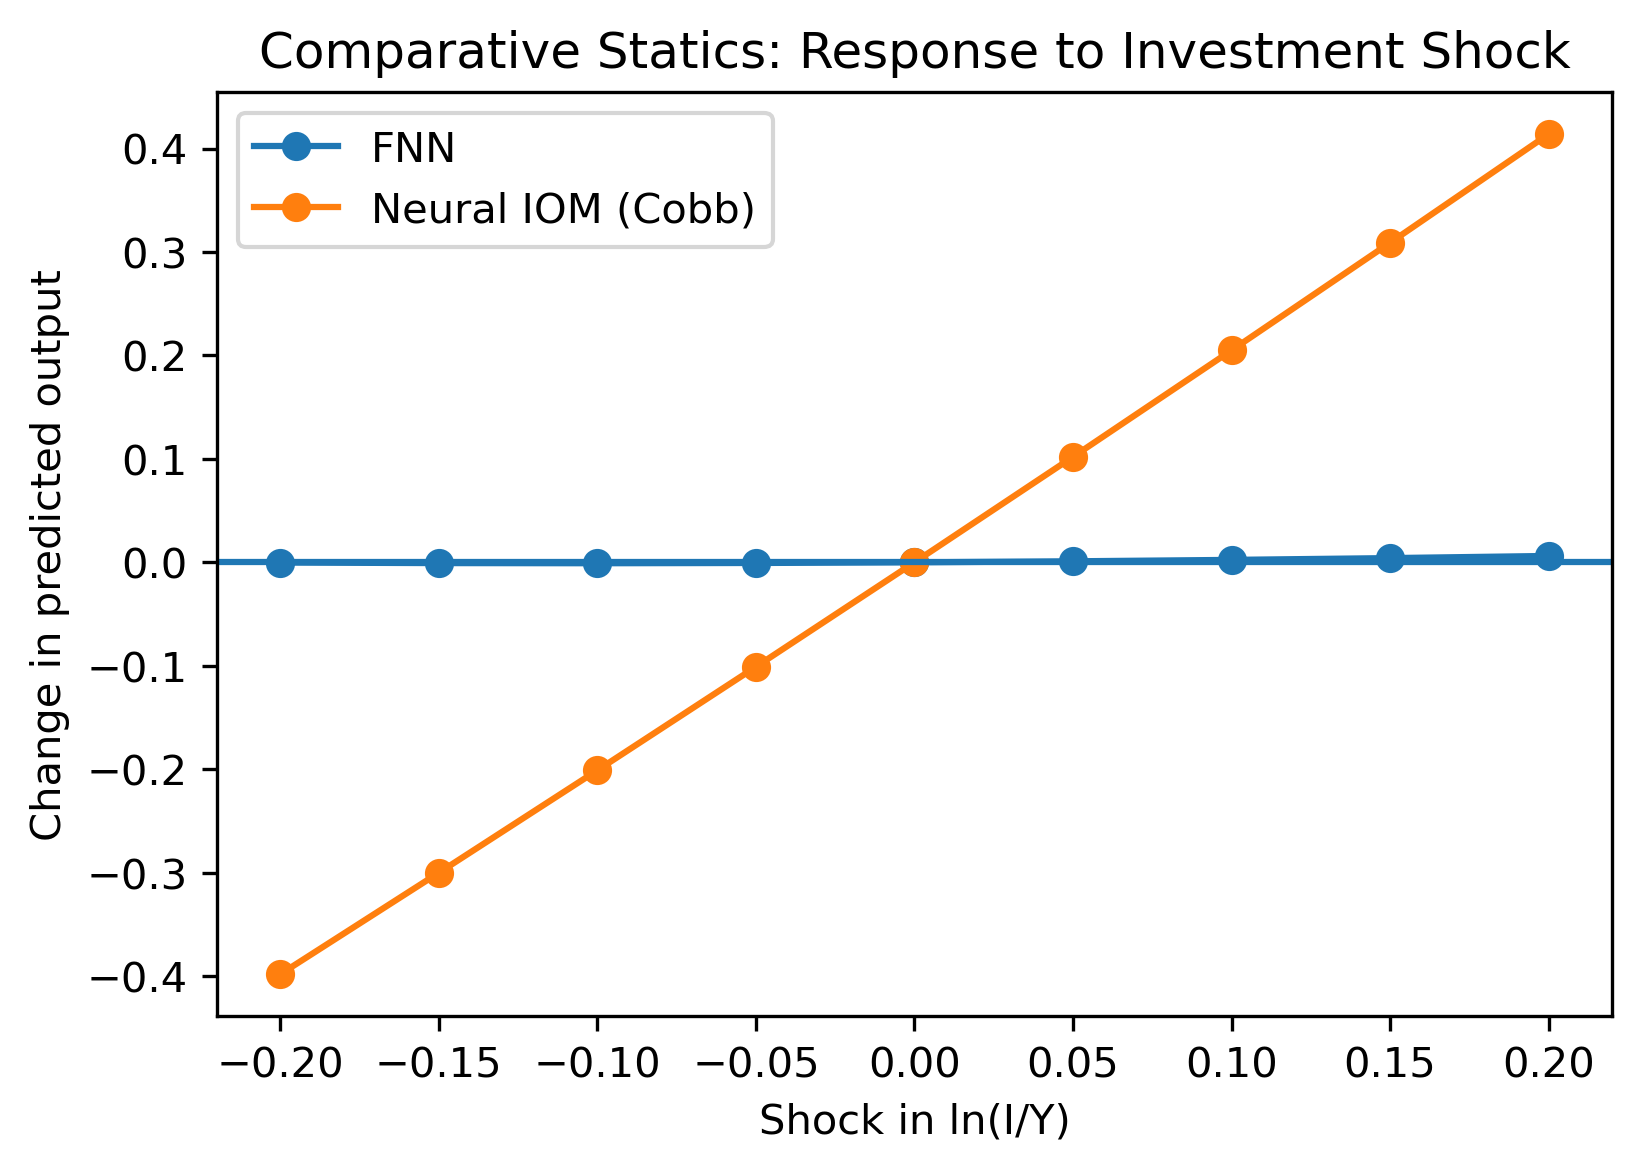 Comparative Statics: Response to Investment Shock
FNN
Neural IOM (Cobb)
Change in predicted output
0.4
0.3
0.2
0.1
0.0
−0.1
−0.2
−0.3
−0.4
−0.20 −0.15 −0.10 −0.05 0.00 0.05 0.10 0.15 0.20
Shock in ln(I/Y)